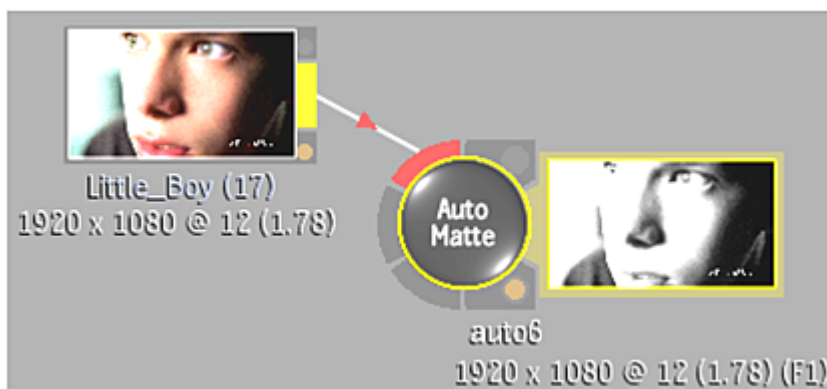 Little_Boy (17)
1920 x 1080 @ 12 (1.78)
Auto
Matte
auto6
1920 x 1080 @ 12 (1.78) (F1)